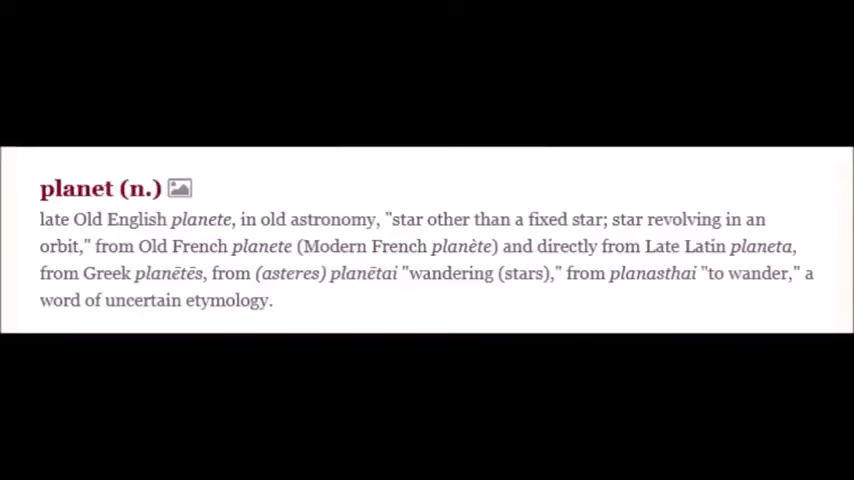 planet (n.)
late Old English planete, in old astronomy, "star other than a fixed star; star revolving in an
orbit," from Old French planete (Modern French planète) and directly from Late Latin planeta,
from Greek planētēs, from (asteres) planētai "wandering (stars)," from planasthai "to wander," a
word of uncertain etymology.